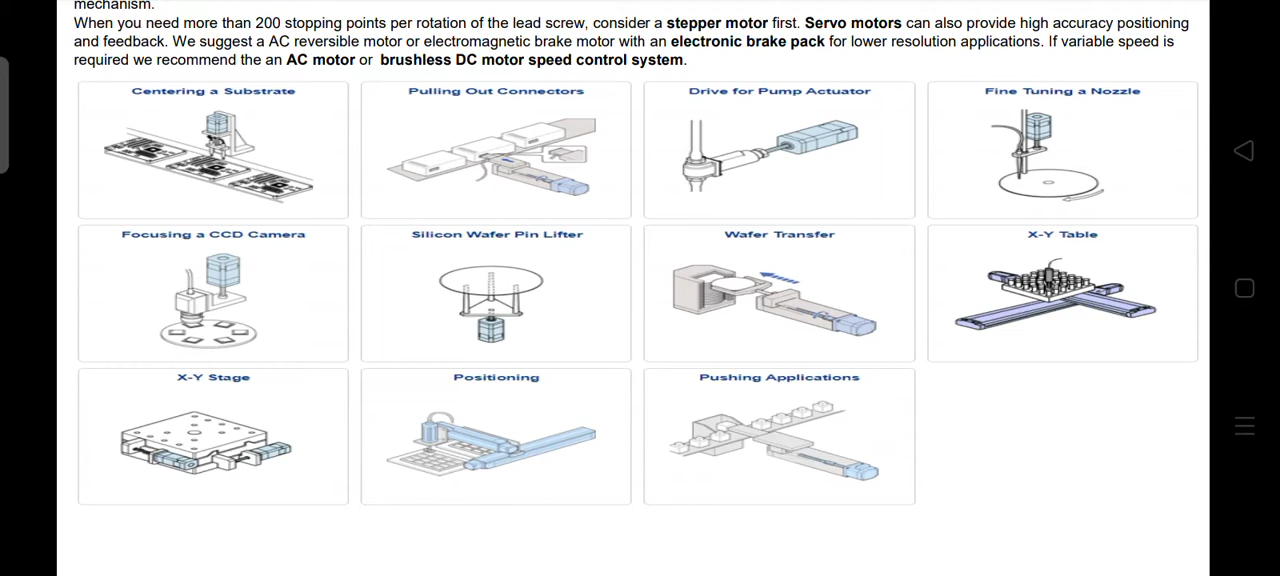 mechanism.
When you need more than 200 stopping points per rotation of the lead screw, consider a stepper motor first. Servo motors can also provide high accuracy positioning
and feedback. We suggest a AC reversible motor or electromagnetic brake motor with an electronic brake pack for lower resolution applications. If variable speed is
required we recommend the an AC motor or brushless DC motor speed control system.
Centering a Substrate
Pulling Out Connectors
Drive for Pump Actuator
Fine Tuning a Nozzle
Focusing a CCD Camera
Silicon Wafer Pin Lifter
Wafer Transfer
X-Y Table
X-Y Stage
Positioning
Pushing Applications